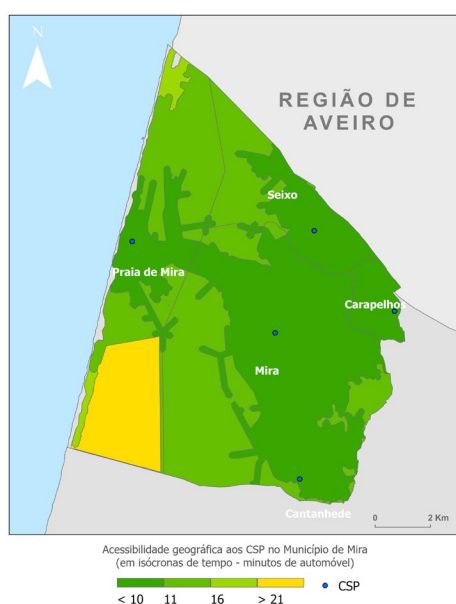 N
REGIÃO DE
AVEIRO
Seixo
Praia de Mira
Carapelhos
Mira
Cantanhede
0 2 Km
Acessibilidade geográfica aos CSP no Município de Mira
(em isócronas de tempo - minutos de automóvel)
CSP
< 10 11 16 > 21